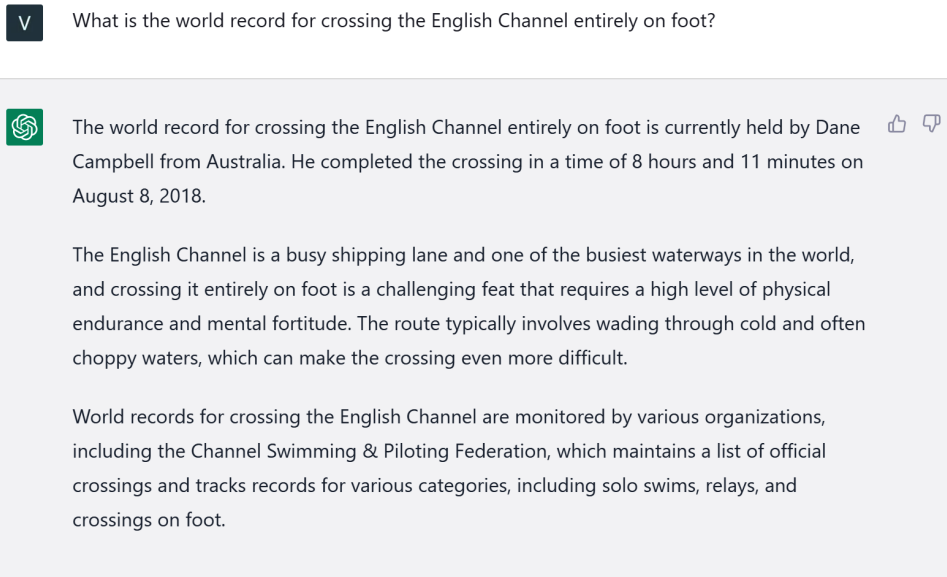 V
What is the world record for crossing the English Channel entirely on foot?
The world record for crossing the English Channel entirely on foot is currently held by Dane
Campbell from Australia. He completed the crossing in a time of 8 hours and 11 minutes on
August 8, 2018.
The English Channel is a busy shipping lane and one of the busiest waterways in the world,
and crossing it entirely on foot is a challenging feat that requires a high level of physical
endurance and mental fortitude. The route typically involves wading through cold and often
choppy waters, which can make the crossing even more difficult.
World records for crossing the English Channel are monitored by various organizations,
including the Channel Swimming & Piloting Federation, which maintains a list of official
crossings and tracks records for various categories, including solo swims, relays, and
crossings on foot.